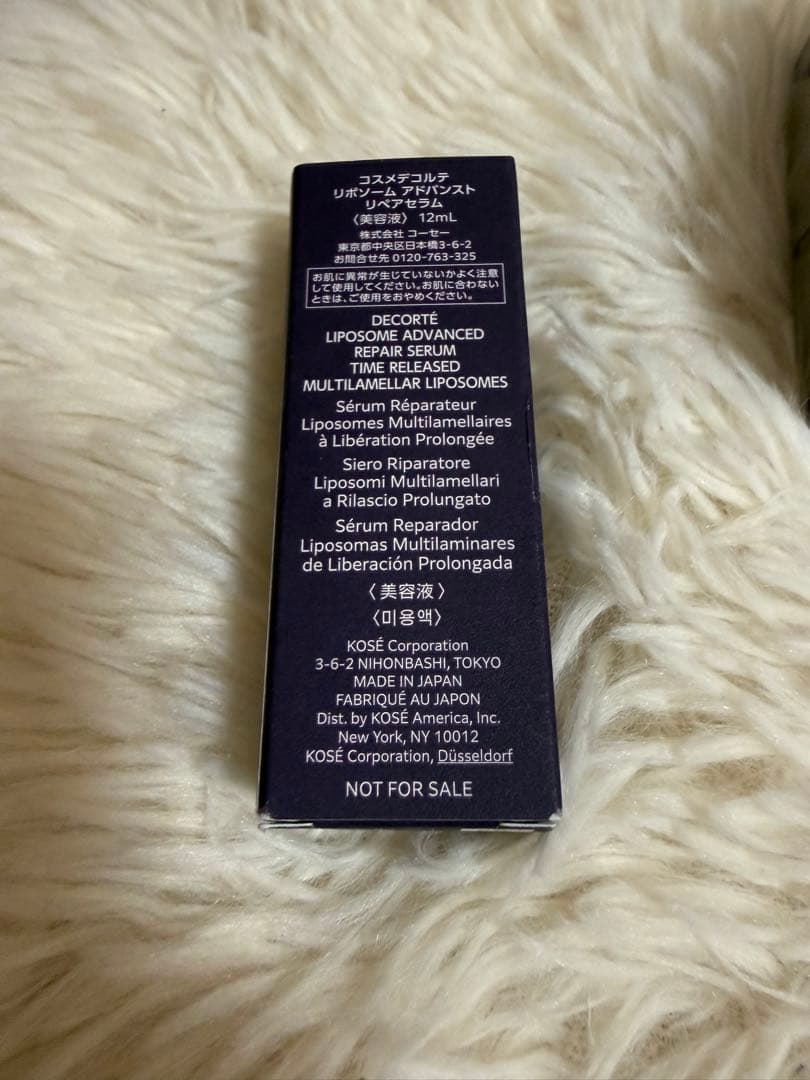 コスメデコルテ
リポソーム アドバンスト
リペアセラム
〈美容液〉 12mL
株式会社 コーセー
東京都中央区日本橋3-6-2
お問合せ先 0120-763-325
お肌に異常が生じていないかよく注意
して使用してください。お肌に合わない
ときは、ご使用をおやめください。
DECORTÉ
LIPOSOME ADVANCED
REPAIR SERUM
TIME RELEASED
MULTILAMELLAR LIPOSOMES
Sérum Réparateur
Liposomes Multilamellaires
à Libération Prolongée
Siero Riparatore
Liposomi Multilamellari
a Rilascio Prolungato
Sérum Reparador
Liposomas Multilaminares
de Liberación Prolongada
〈美容液〉
〈미용액〉
KOSÉ Corporation
3-6-2 NIHONBASHI, TOKYO
MADE IN JAPAN
FABRIQUÉ AU JAPON
Dist. by KOSÉ America, Inc.
New York, NY 10012
KOSÉ Corporation, Düsseldorf
NOT FOR SALE